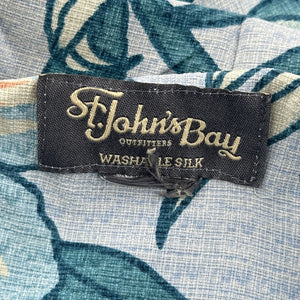 St. John's Bay
OUTFITTERS
WASHABLE SILK